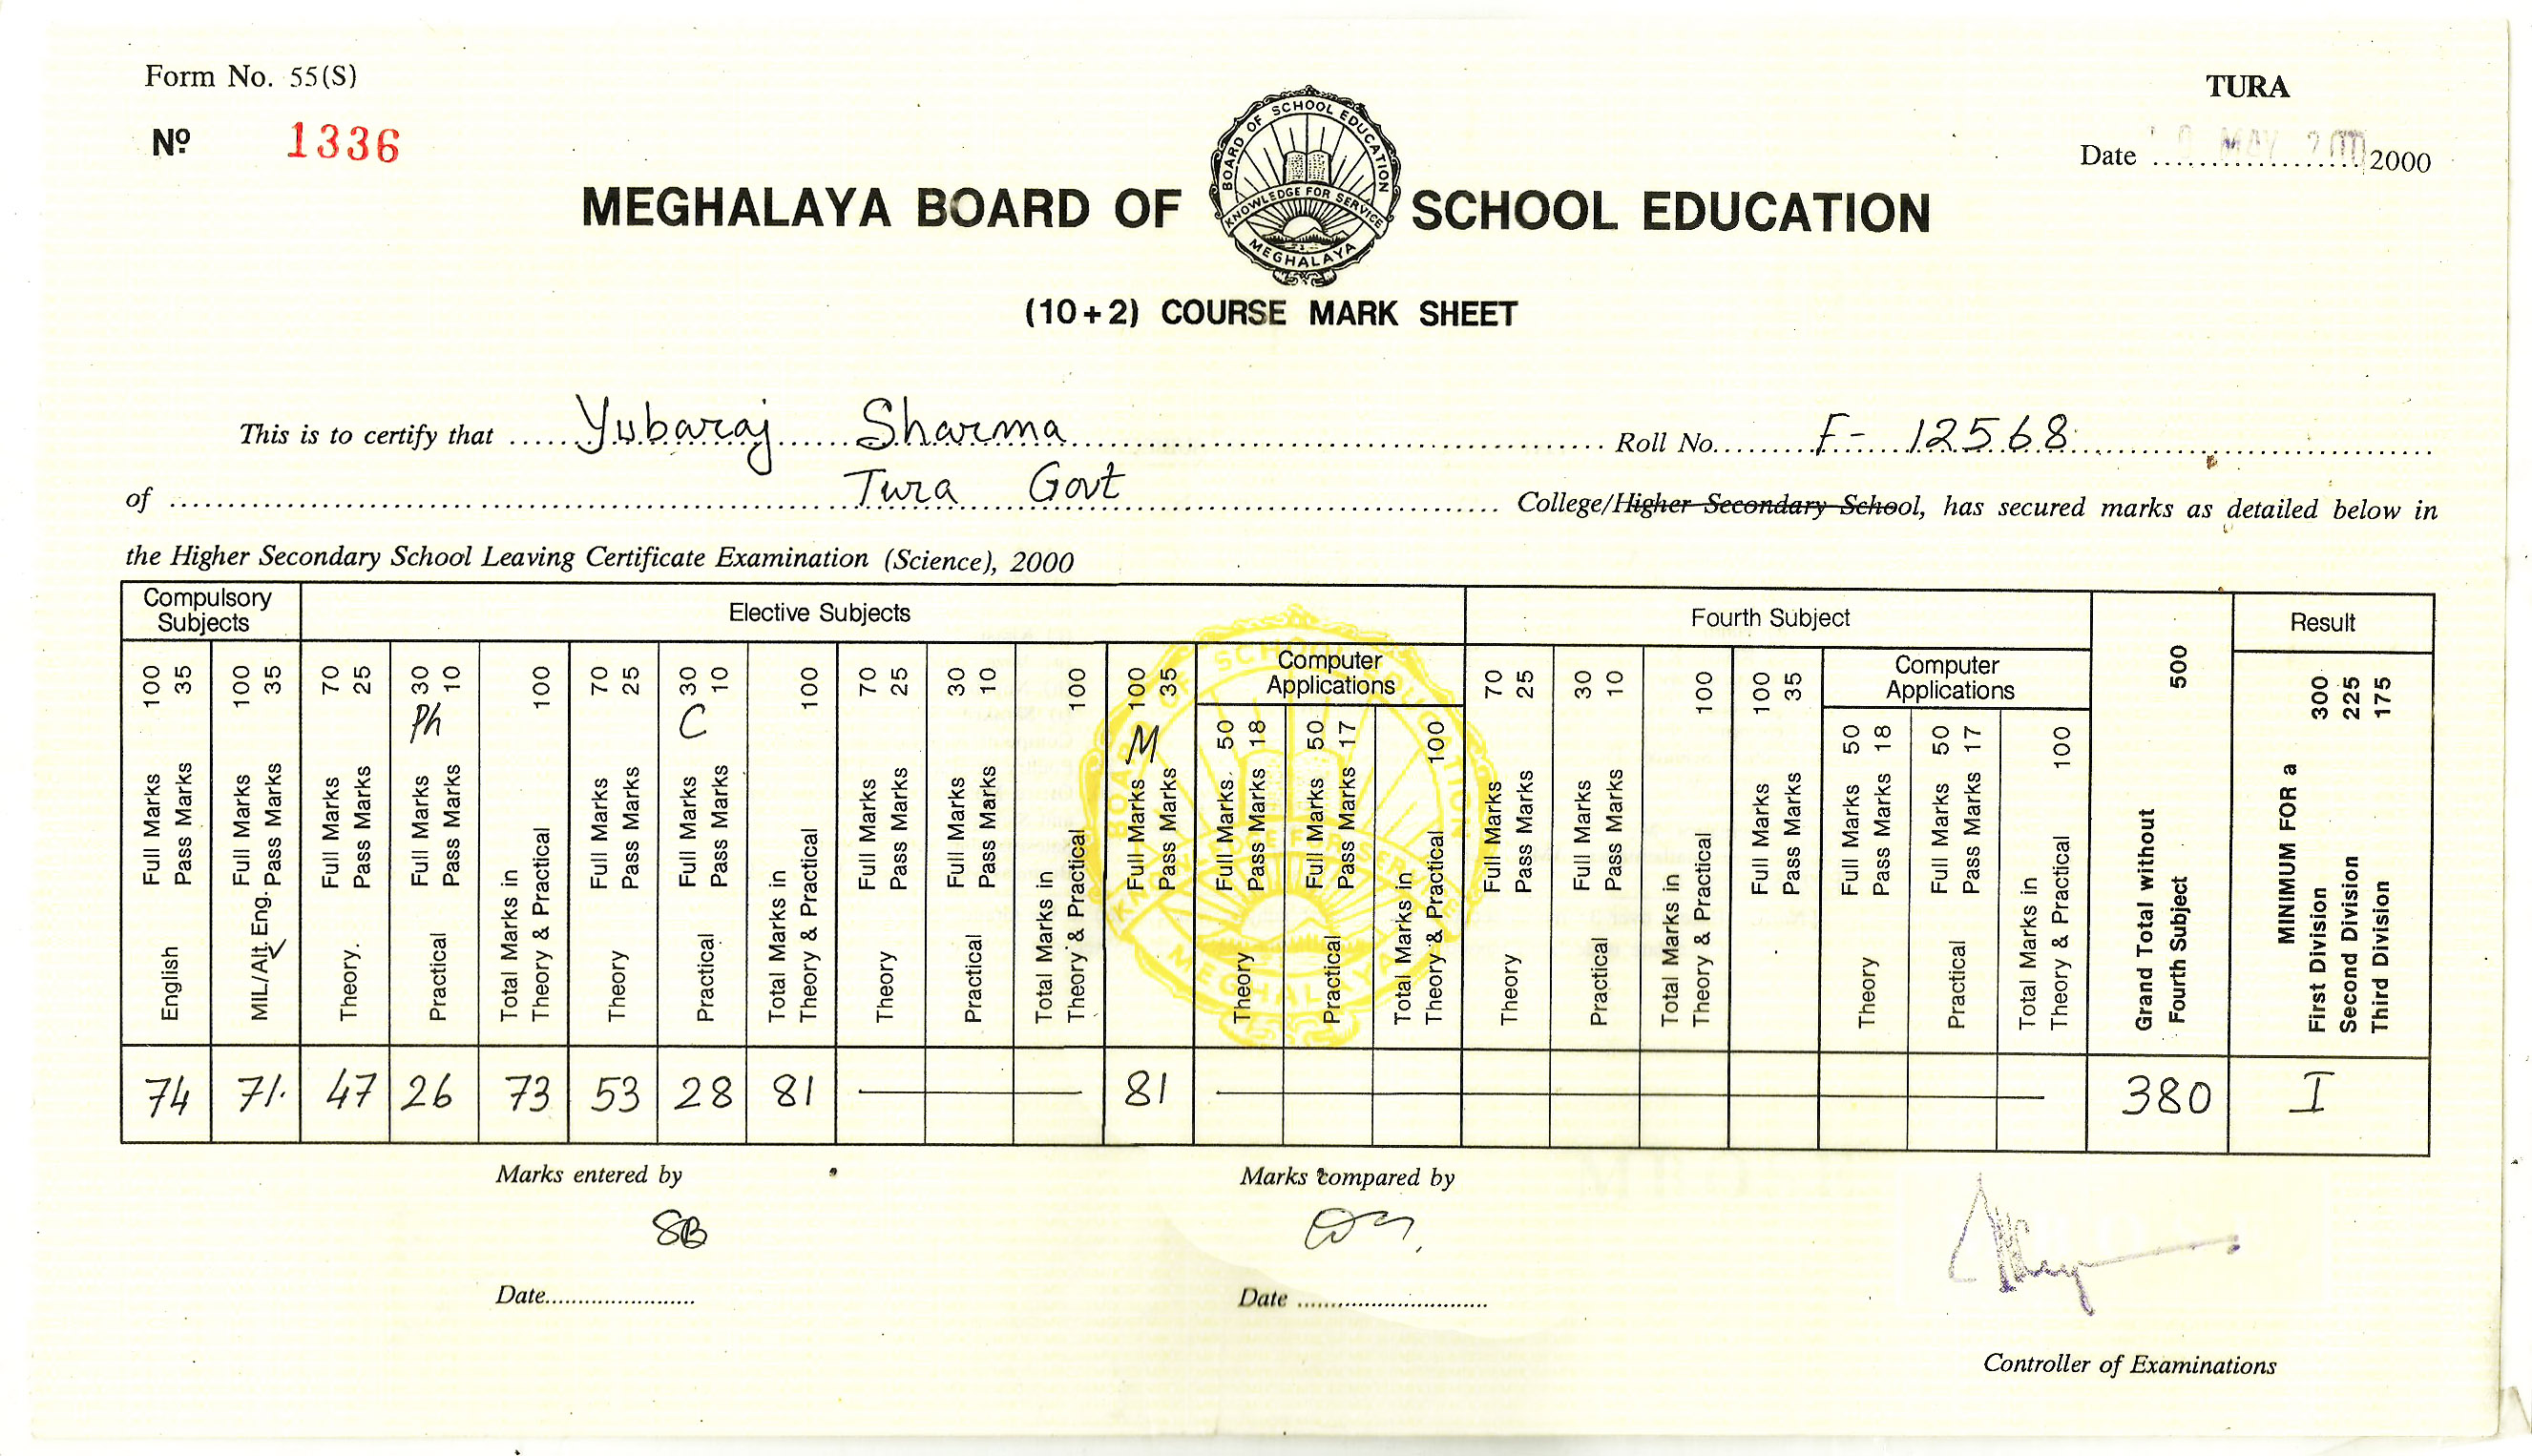 Form No. 55(S)
TURA
Nº 1336
Date .................... 2000
MAY
MEGHALAYA BOARD OF SCHOOL EDUCATION
BOARD OF SCHOOL EDUCATION
KNOWLEDGE FOR SERVICE
MEGHALAYA
(10+2) COURSE MARK SHEET
This is to certify that Yubaraj Sharma Roll No. F- 12568
of Tura Govt College/Higher Secondary School, has secured marks as detailed below in
the Higher Secondary School Leaving Certificate Examination (Science), 2000
Compulsory Subjects
Elective Subjects
Fourth Subject
Result
English Full Marks 100 Pass Marks 35
MIL/Alt. Eng. Full Marks 100 Pass Marks 35
Theory. Full Marks 70 Pass Marks 25
Ph
Practical Full Marks 30 Pass Marks 10
Total Marks in Theory & Practical 100
Theory Full Marks 70 Pass Marks 25
C
Practical Full Marks 30 Pass Marks 10
Total Marks in Theory & Practical 100
Theory Full Marks 70 Pass Marks 25
Practical Full Marks 30 Pass Marks 10
Total Marks in Theory & Practical 100
M
Full Marks 100 Pass Marks 35
Computer Applications
Theory Full Marks 50 Pass Marks 18
Practical Full Marks 50 Pass Marks 17
Total Marks in Theory & Practical 100
Theory Full Marks 70 Pass Marks 25
Practical Full Marks 30 Pass Marks 10
Total Marks in Theory & Practical 100
Full Marks 100 Pass Marks 35
Computer Applications
Theory Full Marks 50 Pass Marks 18
Practical Full Marks 50 Pass Marks 17
Total Marks in Theory & Practical 100
Grand Total without Fourth Subject 500
MINIMUM FOR a
First Division 300
Second Division 225
Third Division 175
74 71. 47 26 73 53 28 81 81 380 I
Marks entered by
Marks compared by
SB
Date......................
Date .............................
Controller of Examinations